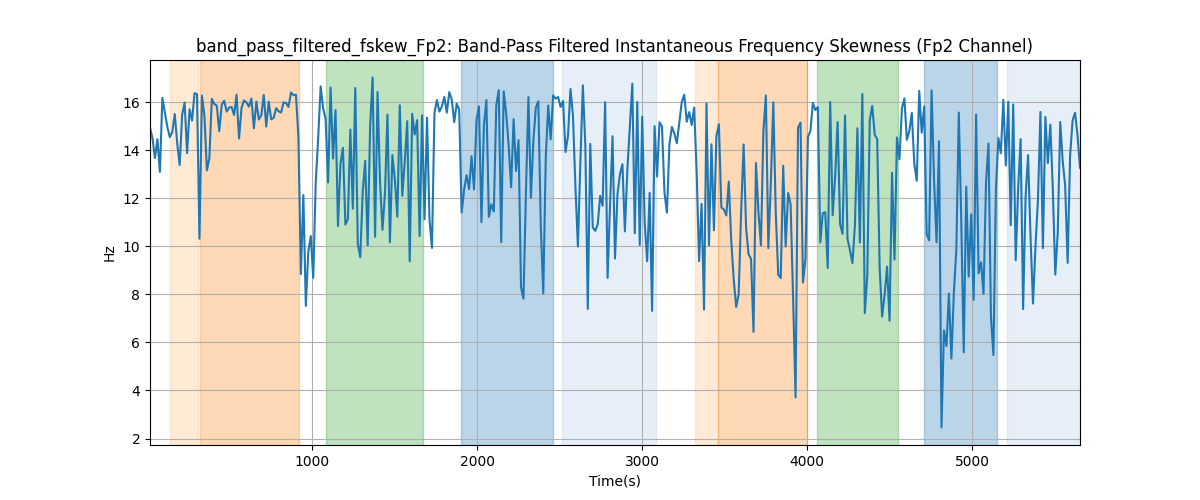 band_pass_filtered_fskew_Fp2: Band-Pass Filtered Instantaneous Frequency Skewness (Fp2 Channel)
16
14
12
10
8
6
4
2
Hz
1000 2000 3000 4000 5000
Time(s)